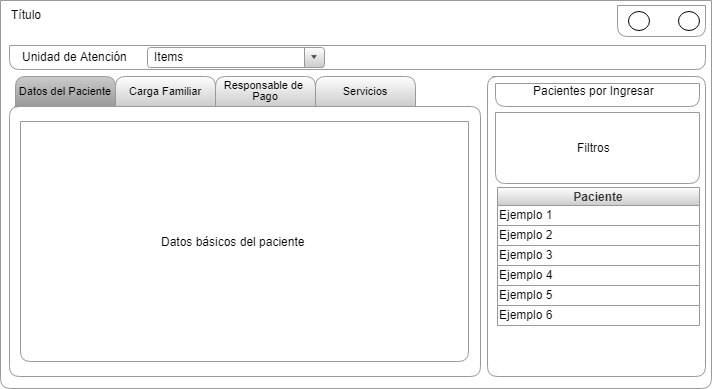 Título
Unidad de Atención
Items
Datos del Paciente
Carga Familiar
Responsable de
Pago
Servicios
Datos básicos del paciente
Pacientes por Ingresar
Filtros
Paciente
Ejemplo 1
Ejemplo 2
Ejemplo 3
Ejemplo 4
Ejemplo 5
Ejemplo 6